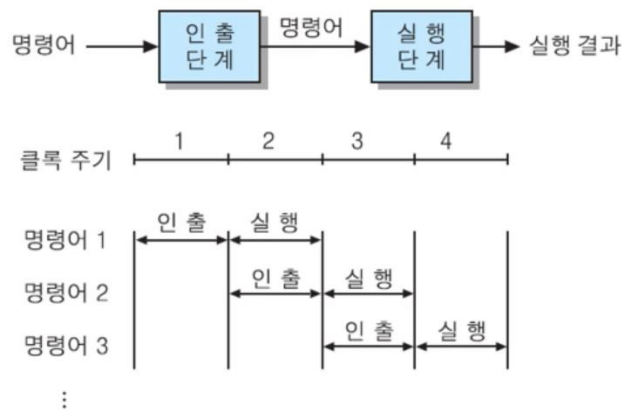 명령어 인 출 단 계 명령어 실 행 단 계 실행 결과
클록 주기 1 2 3 4
명령어 1 인 출 실 행
명령어 2 인 출 실 행
명령어 3 인 출 실 행
⋮